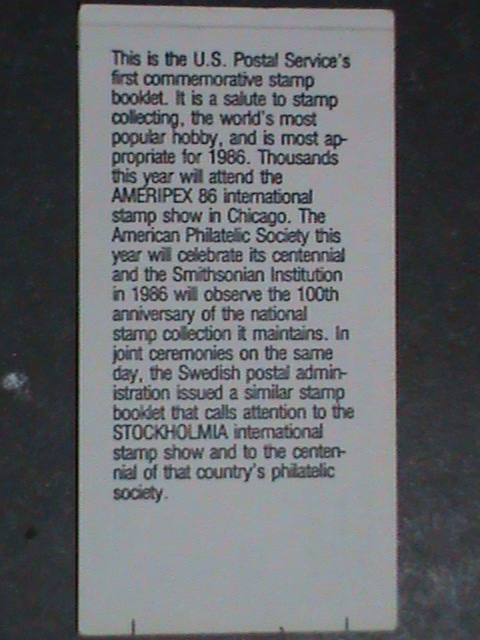 This is the U.S. Postal Service's
first commemorative stamp
booklet. It is a salute to stamp
collecting, the world's most
popular hobby, and is most ap-
propriate for 1986. Thousands
this year will attend the
AMERIPEX 86 international
stamp show in Chicago. The
American Philatelic Society this
year will celebrate its centennial
and the Smithsonian Institution
in 1986 will observe the 100th
anniversary of the national
stamp collection it maintains. In
joint ceremonies on the same
day, the Swedish postal admin-
istration issued a similar stamp
booklet that calls attention to the
STOCKHOLMIA international
stamp show and to the centen-
nial of that country's philatelic
society.